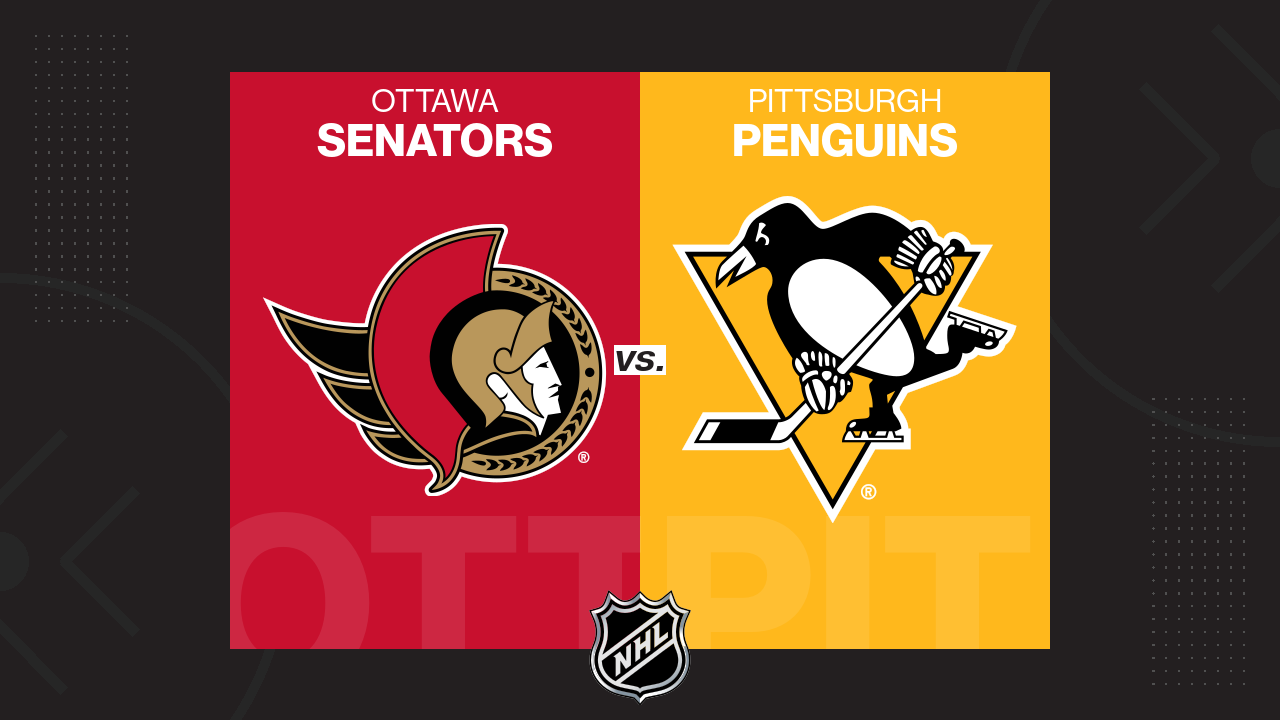 OTTAWA
SENATORS
PITTSBURGH
PENGUINS
vs.
®
®
OTT
PIT
NHL